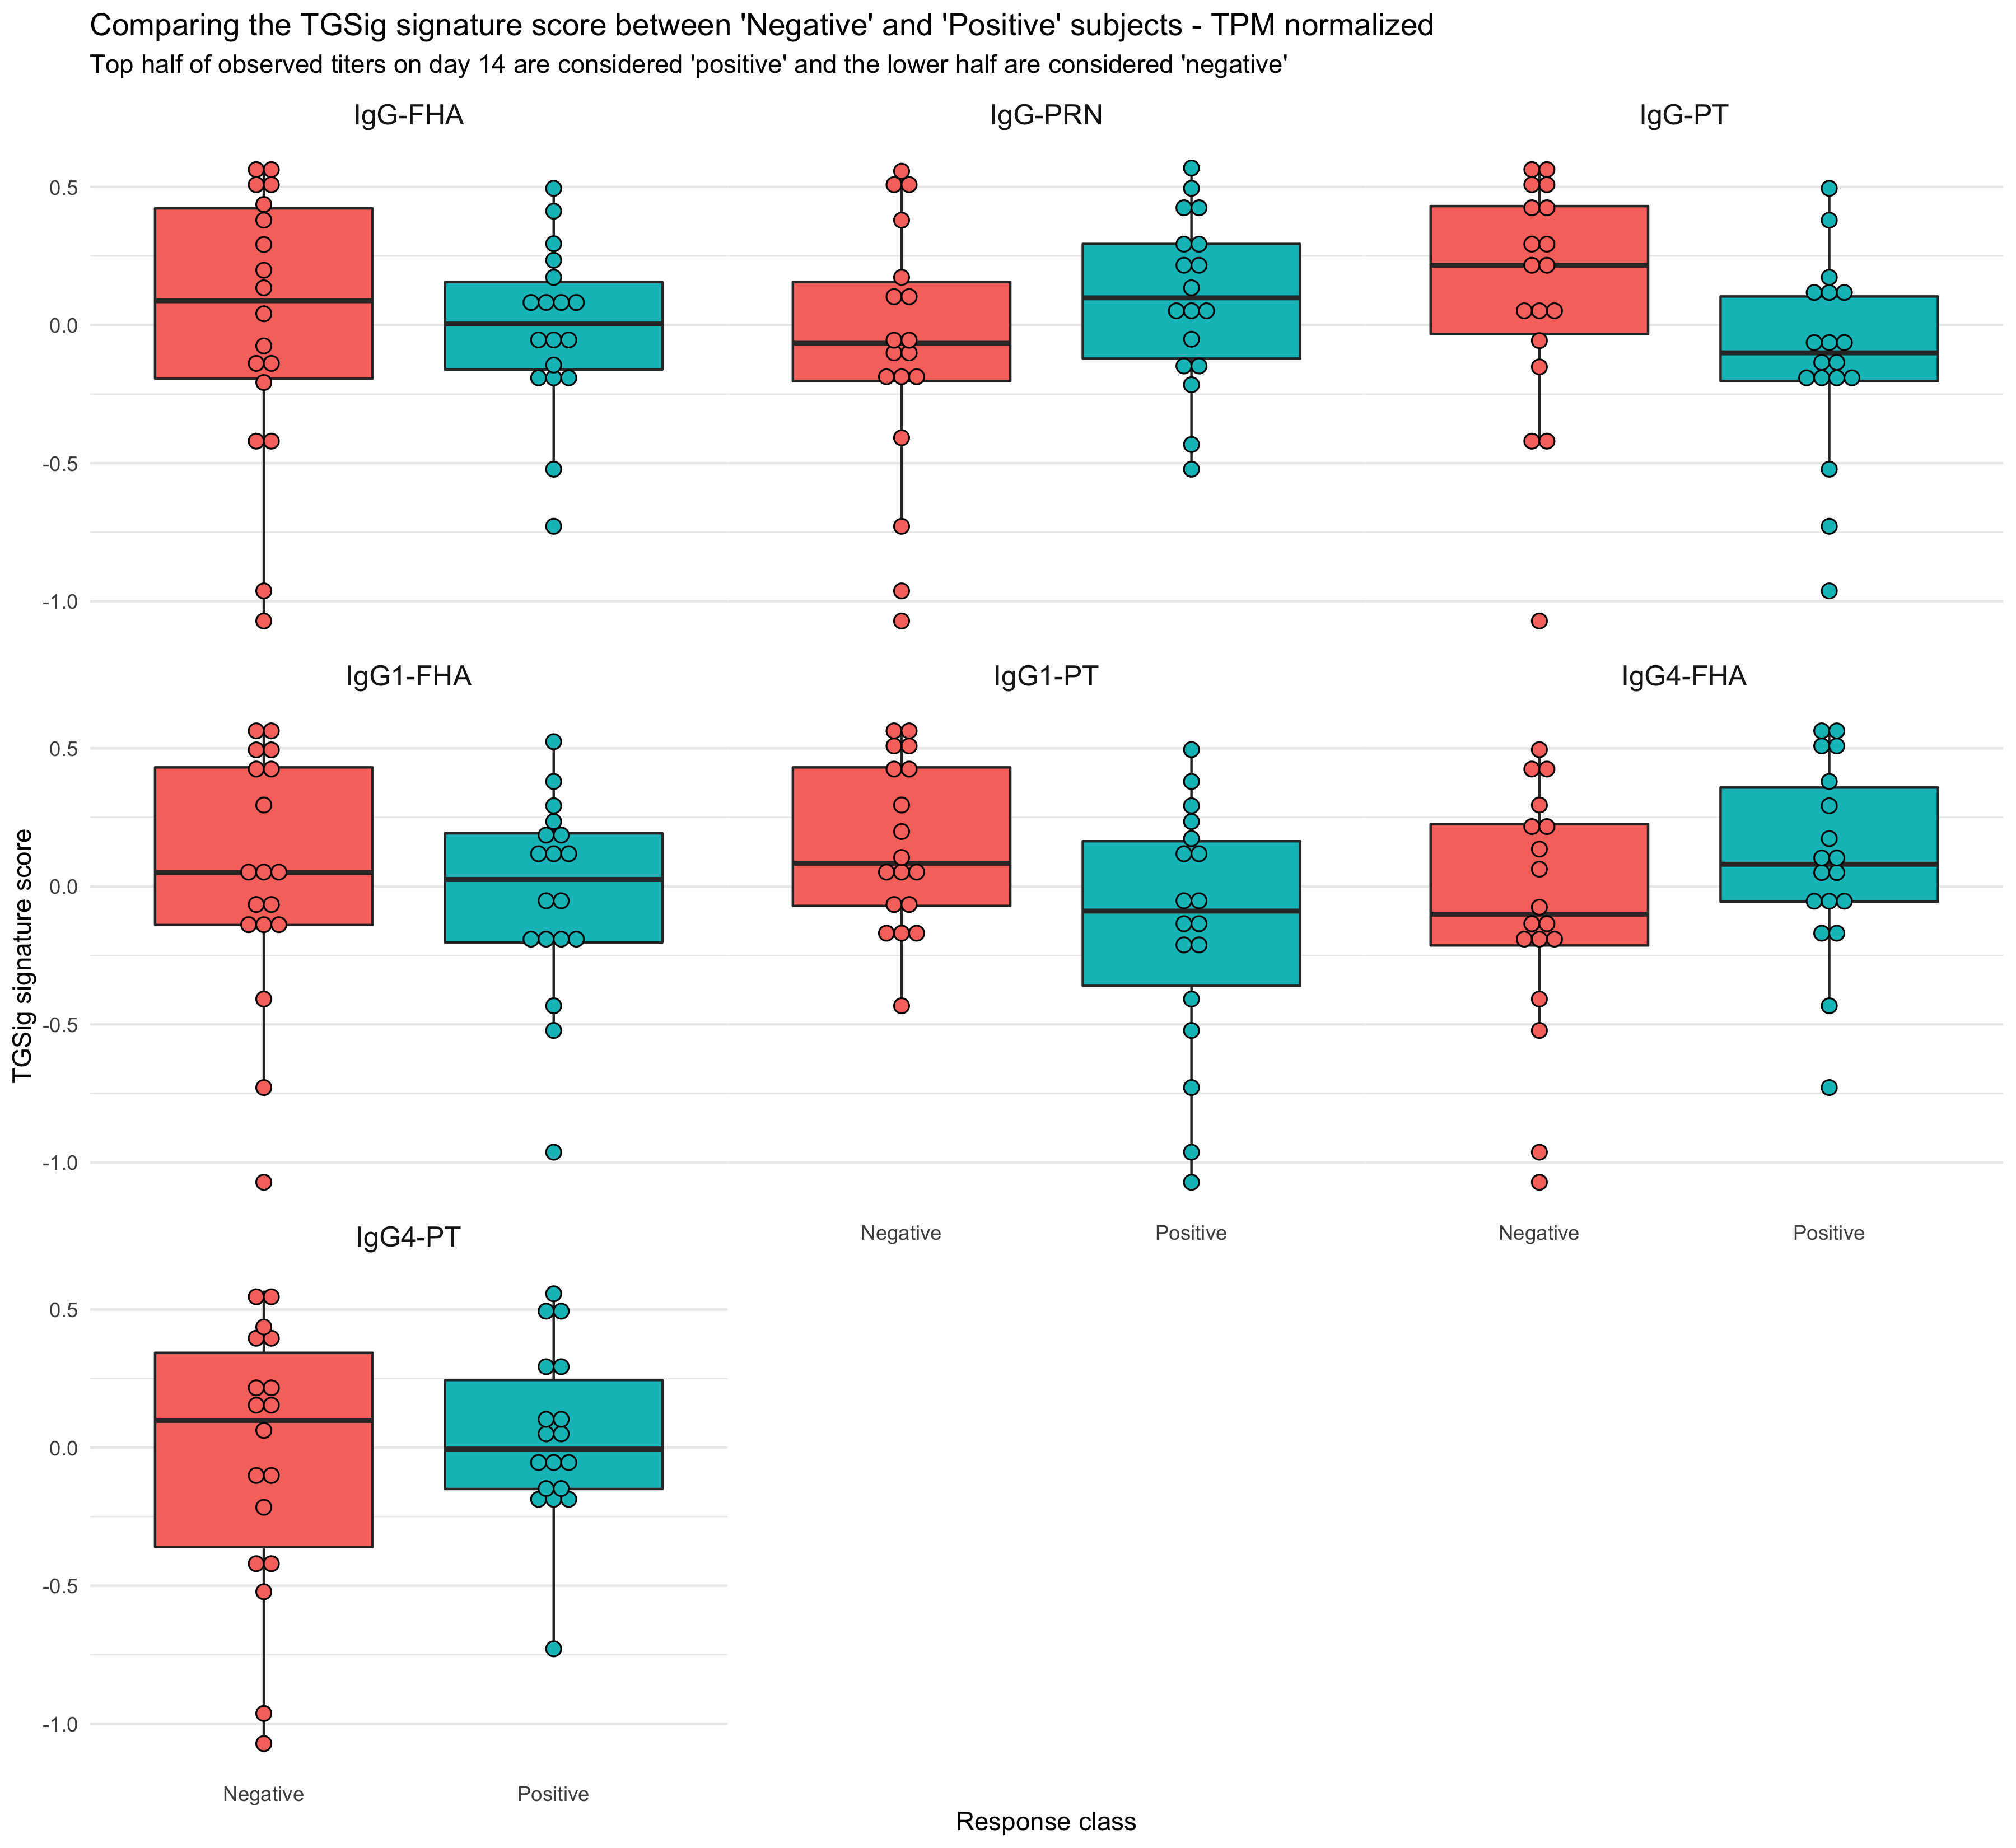 Comparing the TGSig signature score between 'Negative' and 'Positive' subjects - TPM normalized
Top half of observed titers on day 14 are considered 'positive' and the lower half are considered 'negative'
IgG-FHA
IgG-PRN
IgG-PT
0.5
0.0
-0.5
-1.0
IgG1-FHA
IgG1-PT
IgG4-FHA
0.5
0.0
-0.5
-1.0
TGSig signature score
Negative
Positive
Negative
Positive
IgG4-PT
0.5
0.0
-0.5
-1.0
Negative
Positive
Response class